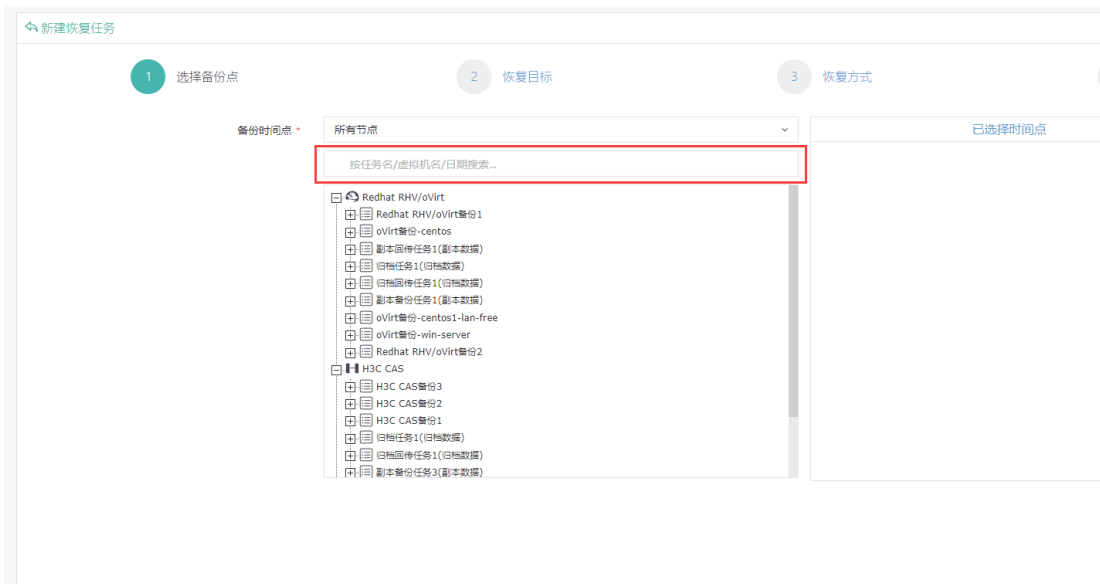 新建恢复任务
1 选择备份点
2 恢复目标
3 恢复方式
备份时间点 *
所有节点
已选择时间点
按任务名/虚拟机名/日期搜索...
Redhat RHV/oVirt
Redhat RHV/oVirt备份1
oVirt备份-centos
副本回传任务1(副本数据)
归档任务1(归档数据)
归档回传任务1(归档数据)
副本备份任务1(副本数据)
oVirt备份-centos1-lan-free
oVirt备份-win-server
Redhat RHV/oVirt备份2
H3C CAS
H3C CAS备份3
H3C CAS备份2
H3C CAS备份1
归档任务1(归档数据)
归档回传任务1(归档数据)
副本备份任务3(副本数据)